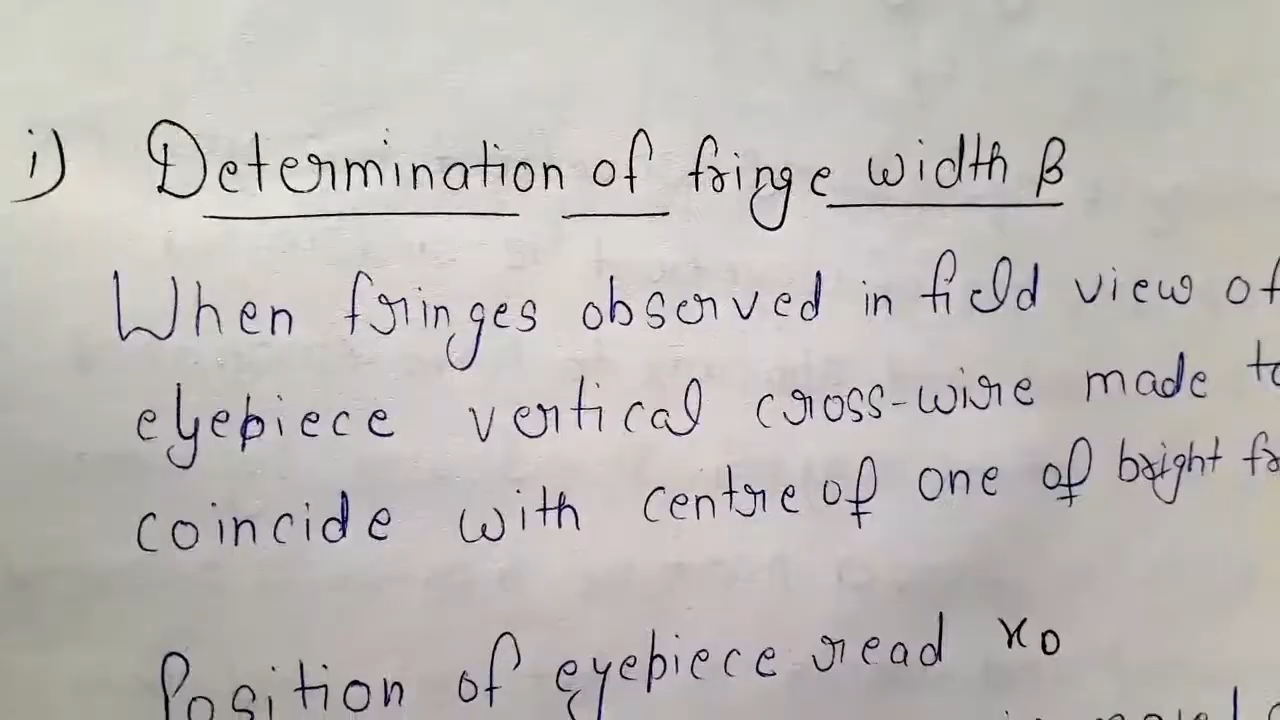 i) Determination of fringe width β
When fringes observed in field view of
eyepiece vertical cross-wire made to
coincide with centre of one of bright
Position of eyepiece read x₀